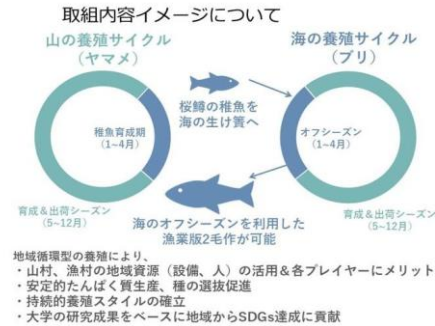 取組内容イメージについて
山の養殖サイクル
(ヤマメ)
海の養殖サイクル
(ブリ)
桜鱒の稚魚を
海の生け簀へ
稚魚育成期
(1~4月)
オフシーズン
(1~4月)
育成&出荷シーズン
(5~12月)
海のオフシーズンを利用した
漁業版2毛作が可能
育成&出荷シーズン
(5~12月)
地域循環型の養殖により、
・山村、漁村の地域資源(設備、人)の活用&各プレイヤーにメリット
・安定的たんぱく質生産、種の選抜促進
・持続的養殖スタイルの確立
・大学の研究成果をベースに地域からSDGs達成に貢献